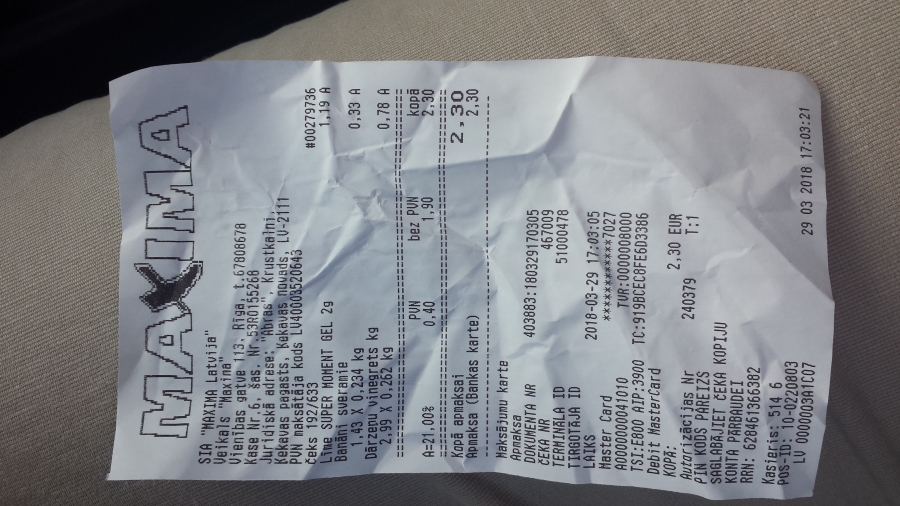 MAXIMA
SIA "MAXIMA Latvija"
Veikals "Maxima"
Vienības gatve 113, Rīga, t.67808678
Kase Nr.6, sas. Nr.
Juridiskā adrese: "Abras", Krustkalni,
Ķekavas pagasts, Ķekavas novads, LV-2111
PVN maksātāja kods LV40003520643
čeks 192/693 #00279736
Līme SUPER MOMENT GEL 2g 1,19 A
Banāni sveramie
1.43 X 0,234 kg 0,33 A
Dārzeņu vinegrets kg
2.99 X 0.262 kg 0,78 A
PVN bez PVN kopā
A=21.00% 0,40 1,90 2,30
Kopā apmaksai 2,30
Apmaksa (Bankas karte) 2,30
Maksājumu karte
Apmaksa
DOKUMENTA NR 403883:180329170305
ČEKA NR 467009
TERMINĀLA ID 51000478
TIRGOTĀJA ID
LAIKS 2018-03-29 17:03:05
Master Card ************7027
A0000000041010 TVR:0000008000
TSI:E800 AIP:3900 TC:919BCEC8FE6D3386
Debit MasterCard
KOPĀ: 2,30 EUR
Autorizācijas Nr 240379 T:1
PIN KODS PAREIZS
SAGLABĀJIET ČEKA KOPIJU
KONTA PĀRBAUDEI
RRN: 628461366382
Kasieris: 514 6
POS-ID: 10-0220803
LV 000000003A1C07 29 03 2018 17:03:21